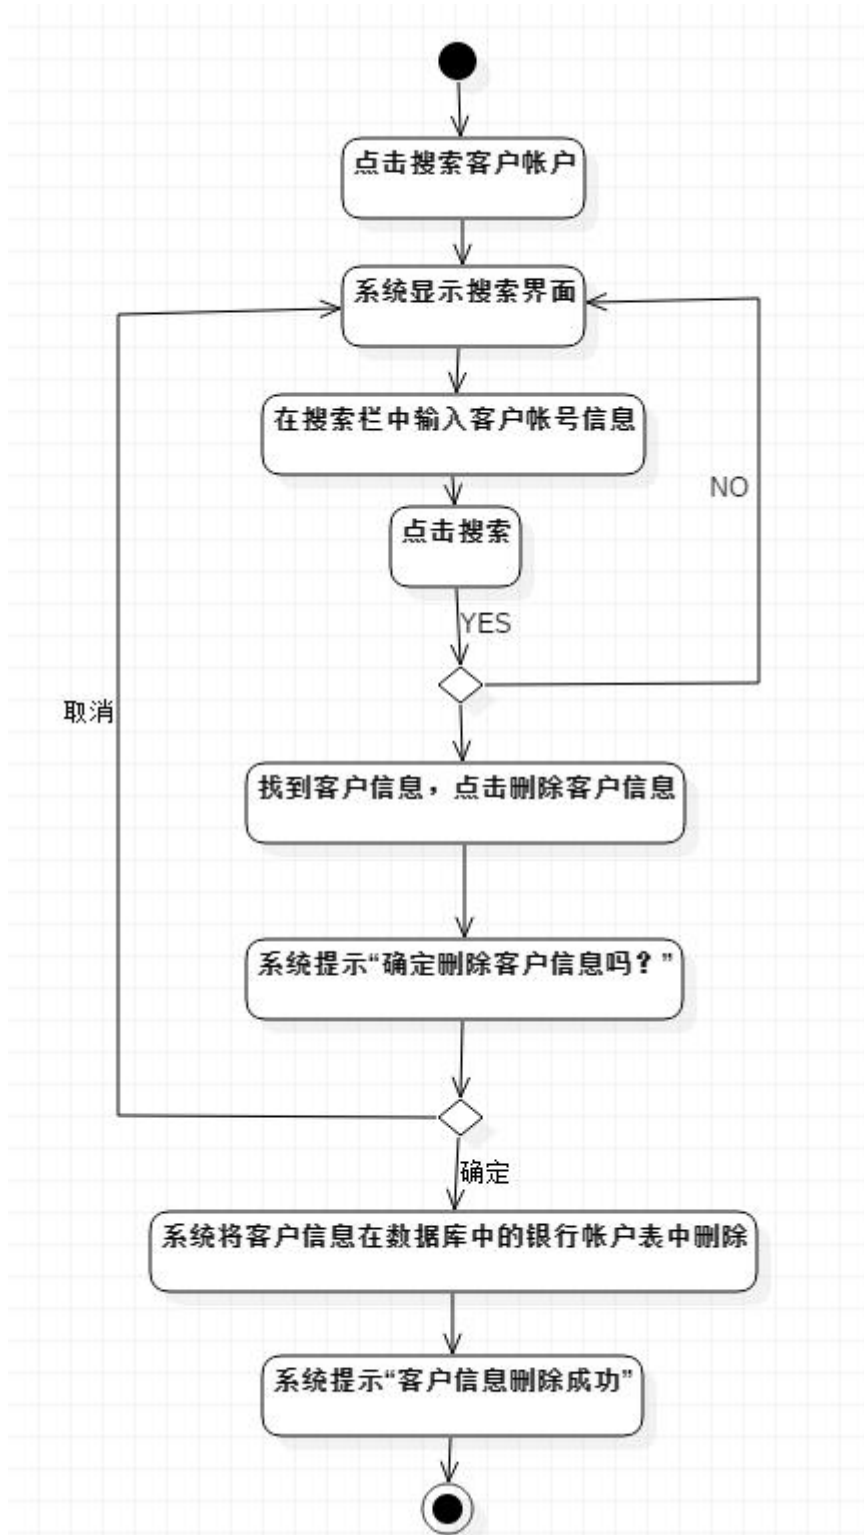 点击搜索客户帐户
系统显示搜索界面
在搜索栏中输入客户帐号信息
NO
点击搜索
YES
取消
找到客户信息，点击删除客户信息
系统提示“确定删除客户信息吗？”
确定
系统将客户信息在数据库中的银行帐户表中删除
系统提示“客户信息删除成功”